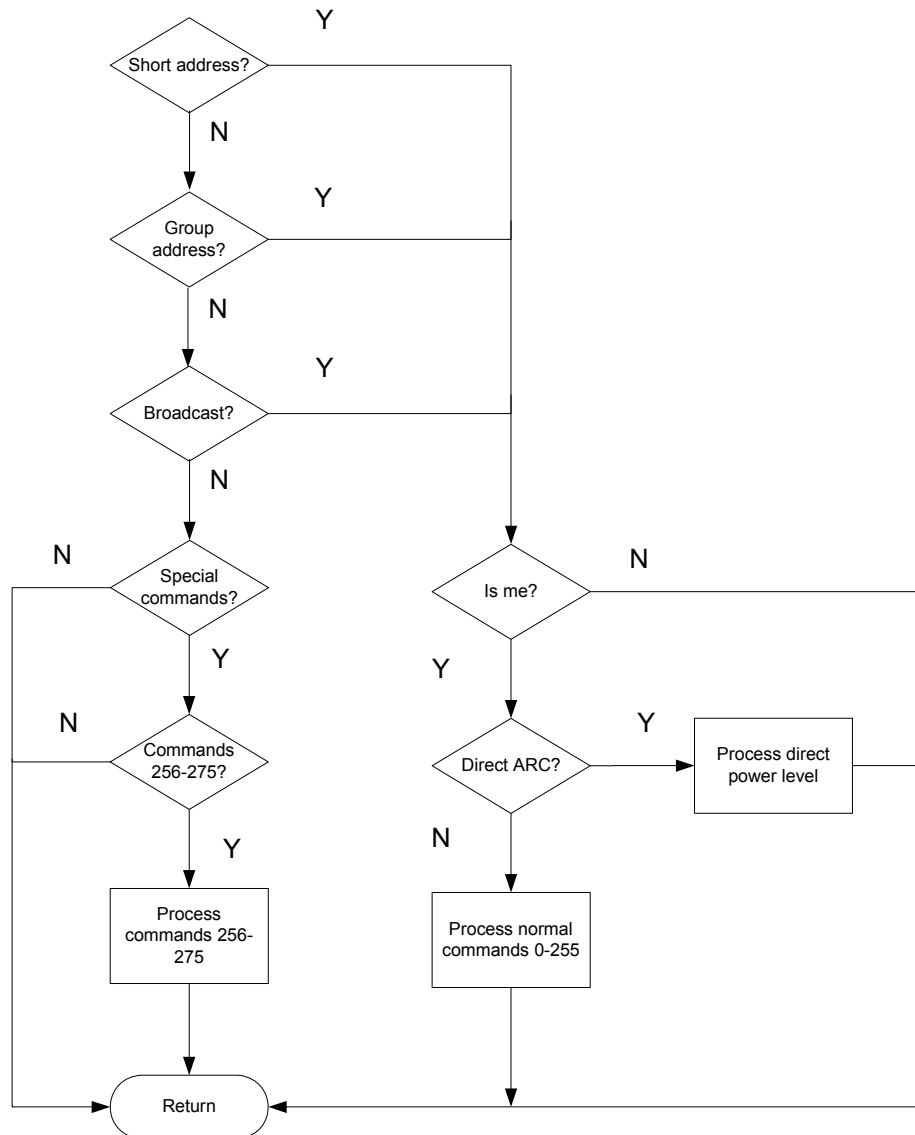 Y
Short address?
N
Y
Group
address?
N
Y
Broadcast?
N
N
Special
commands?
Y
N
Is me?
Y
N
Commands
256-275?
Y
Direct ARC?
Y
Process direct
power level
N
Process
commands 256-
275
Process normal
commands 0-255
Return